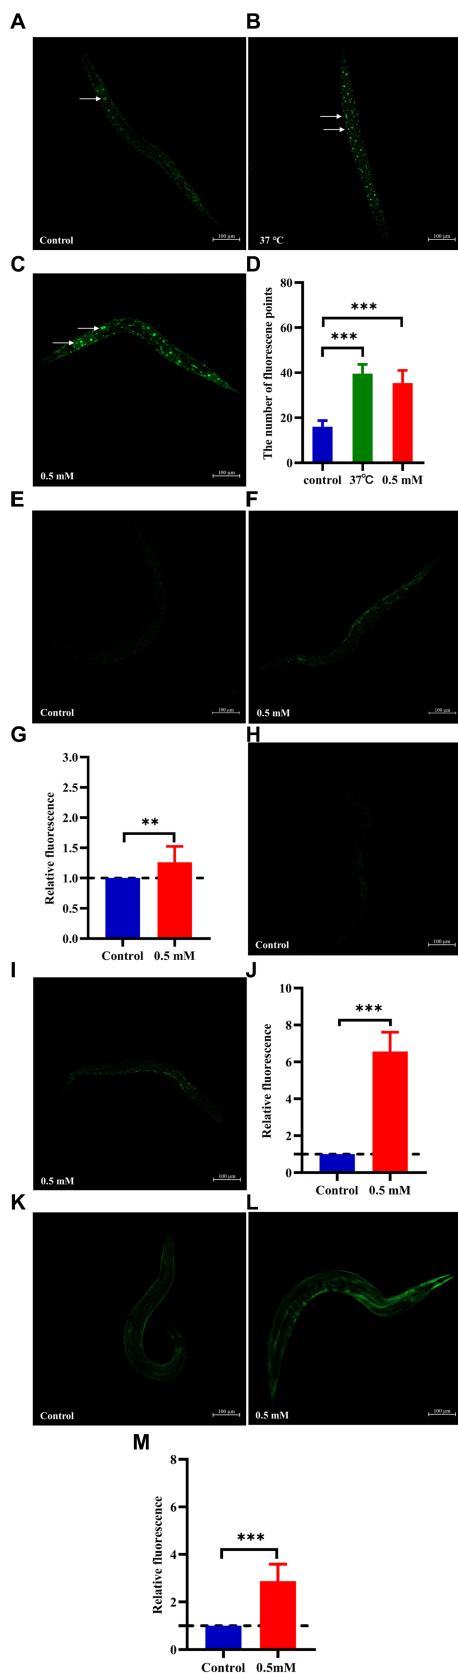 A
B
Control
100 μm
37 ℃
100 μm
C
D
0.5 mM
100 μm
The number of fluorescene points
80
60
40
20
0
***
***
control
37℃
0.5 mM
E
F
Control
100 μm
0.5 mM
100 μm
G
H
Relative fluorescence
3.0
2.5
2.0
1.5
1.0
0.5
0.0
**
Control
0.5 mM
Control
100 μm
I
J
0.5 mM
100 μm
Relative fluorescence
10
8
6
4
2
0
***
Control
0.5 mM
K
L
Control
100 μm
0.5 mM
100 μm
M
Relative fluorescence
8
6
4
2
0
***
Control
0.5mM